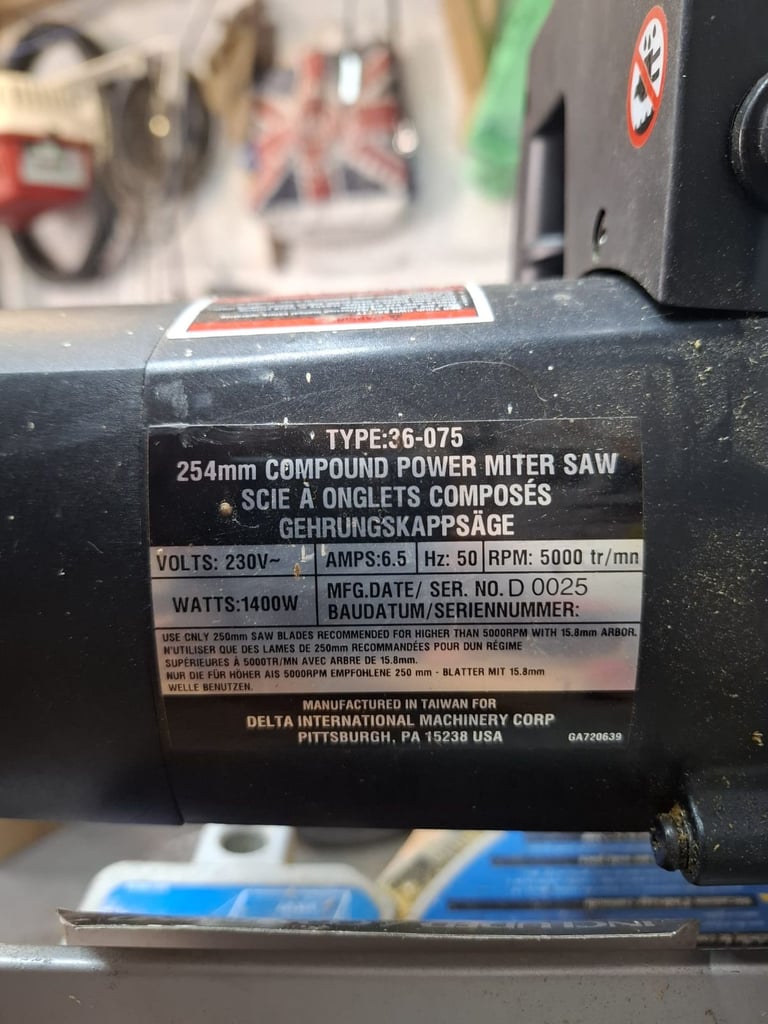 TYPE:36-075
254mm COMPOUND POWER MITER SAW
SCIE À ONGLETS COMPOSÉS
GEHRUNGSKAPPSÄGE
VOLTS: 230V~ AMPS:6.5 Hz: 50 RPM: 5000 tr/mn
WATTS:1400W MFG.DATE/ SER. NO. D 0025
BAUDATUM/SERIENNUMMER:
USE ONLY 250mm SAW BLADES RECOMMENDED FOR HIGHER THAN 5000RPM WITH 15.8mm ARBOR.
N'UTILISER QUE DES LAMES DE 250mm RECOMMANDÉES POUR DUN RÉGIME
SUPÉRIEURES À 5000TR/MN AVEC ARBRE DE 15.8mm.
NUR DIE FÜR HÖHER AIS 5000RPM EMPFOHLENE 250 mm - BLATTER MIT 15.8mm
WELLE BENUTZEN.
MANUFACTURED IN TAIWAN FOR
DELTA INTERNATIONAL MACHINERY CORP
PITTSBURGH, PA 15238 USA
GA720639
INCLUDED